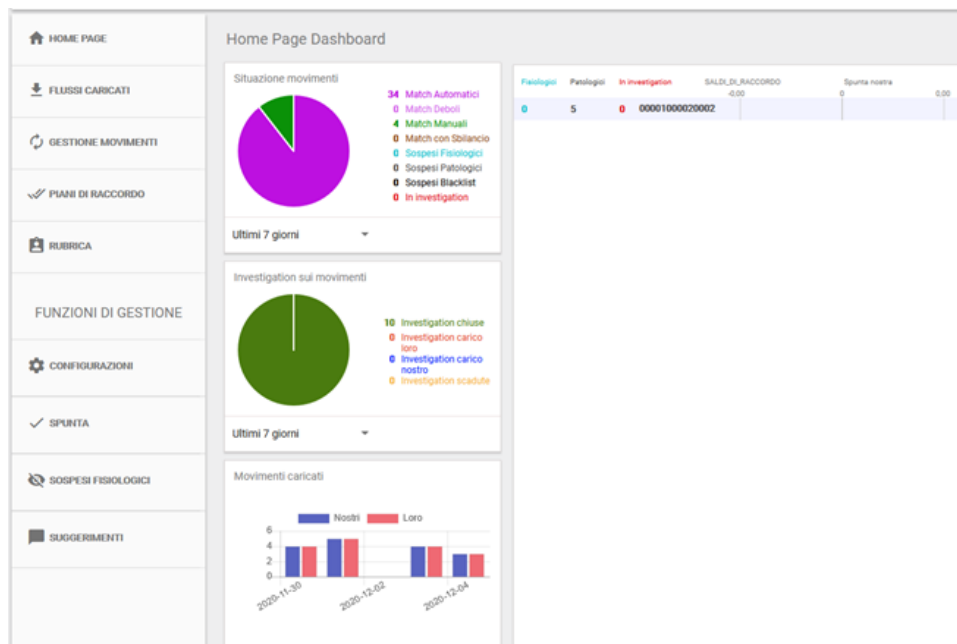 HOME PAGE
FLUSSI CARICATI
GESTIONE MOVIMENTI
PIANI DI RACCORDO
RUBRICA
FUNZIONI DI GESTIONE
CONFIGURAZIONI
SPUNTA
SOSPESI FISIOLOGICI
SUGGERIMENTI
Home Page Dashboard
Situazione movimenti
34 Match Automatici
0 Match Deboli
4 Match Manuali
0 Match con Sbilancio
0 Sospesi Fisiologici
0 Sospesi Patologici
0 Sospesi Blacklist
0 In investigation
Ultimi 7 giorni
Investigation sui movimenti
10 Investigation chiuse
0 Investigation carico
loro
0 Investigation carico
nostro
0 Investigation scadute
Ultimi 7 giorni
Movimenti caricati
Nostri Loro
6
4
2
0
2020-11-30 2020-12-02 2020-12-04
Fisiologici Patologici In investigation SALDI_DI_RACCORDO Spunta nostra
-0,00 0 0,00
0 5 0 00001000020002